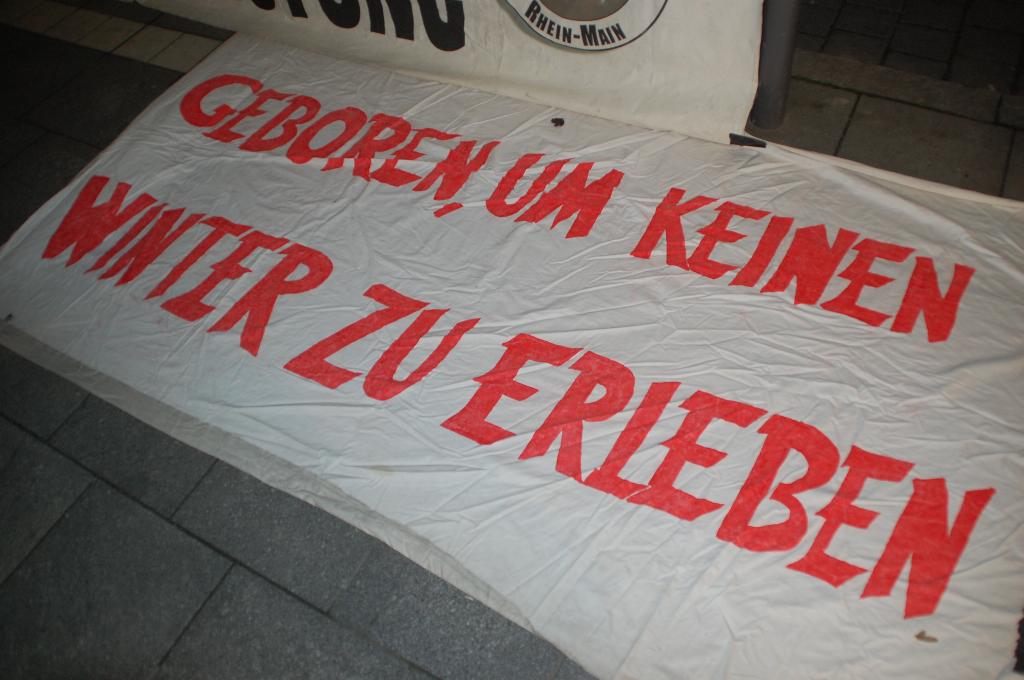 RHEIN-MAIN
GEBOREN, UM KEINEN
WINTER ZU ERLEBEN